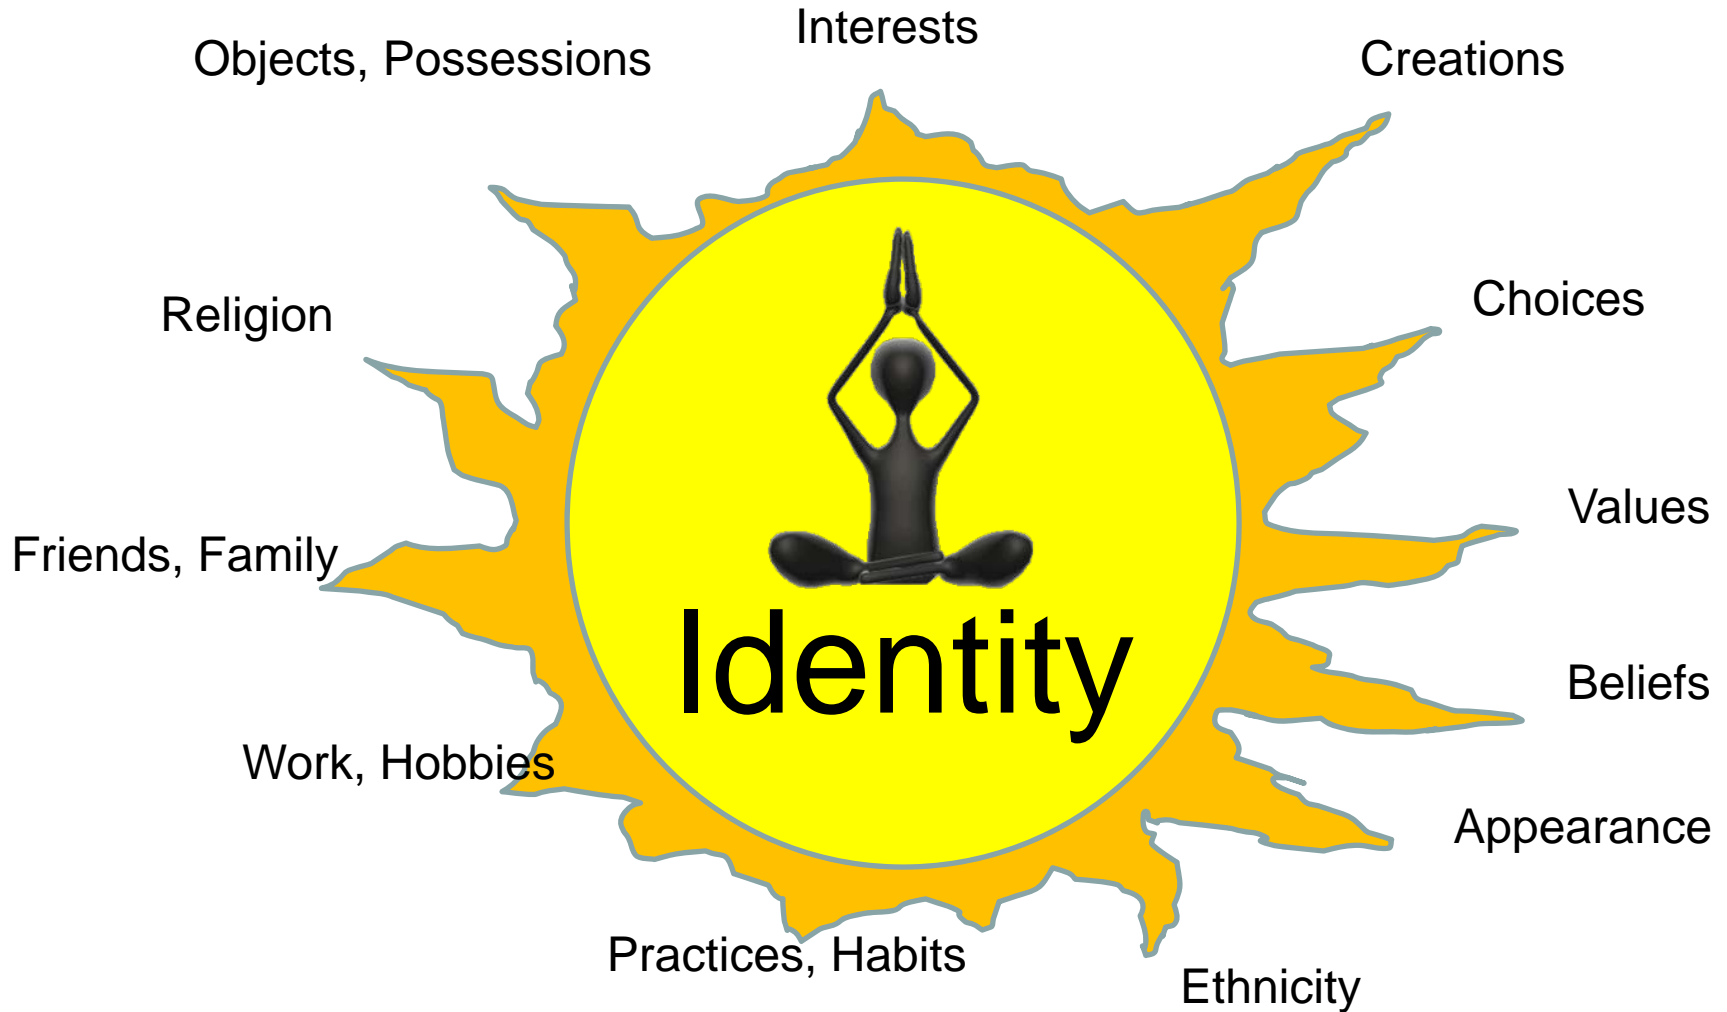 Interests
Objects, Possessions
Creations
Religion
Choices
Values
Friends, Family
Identity
Beliefs
Work, Hobbies
Appearance
Practices, Habits
Ethnicity